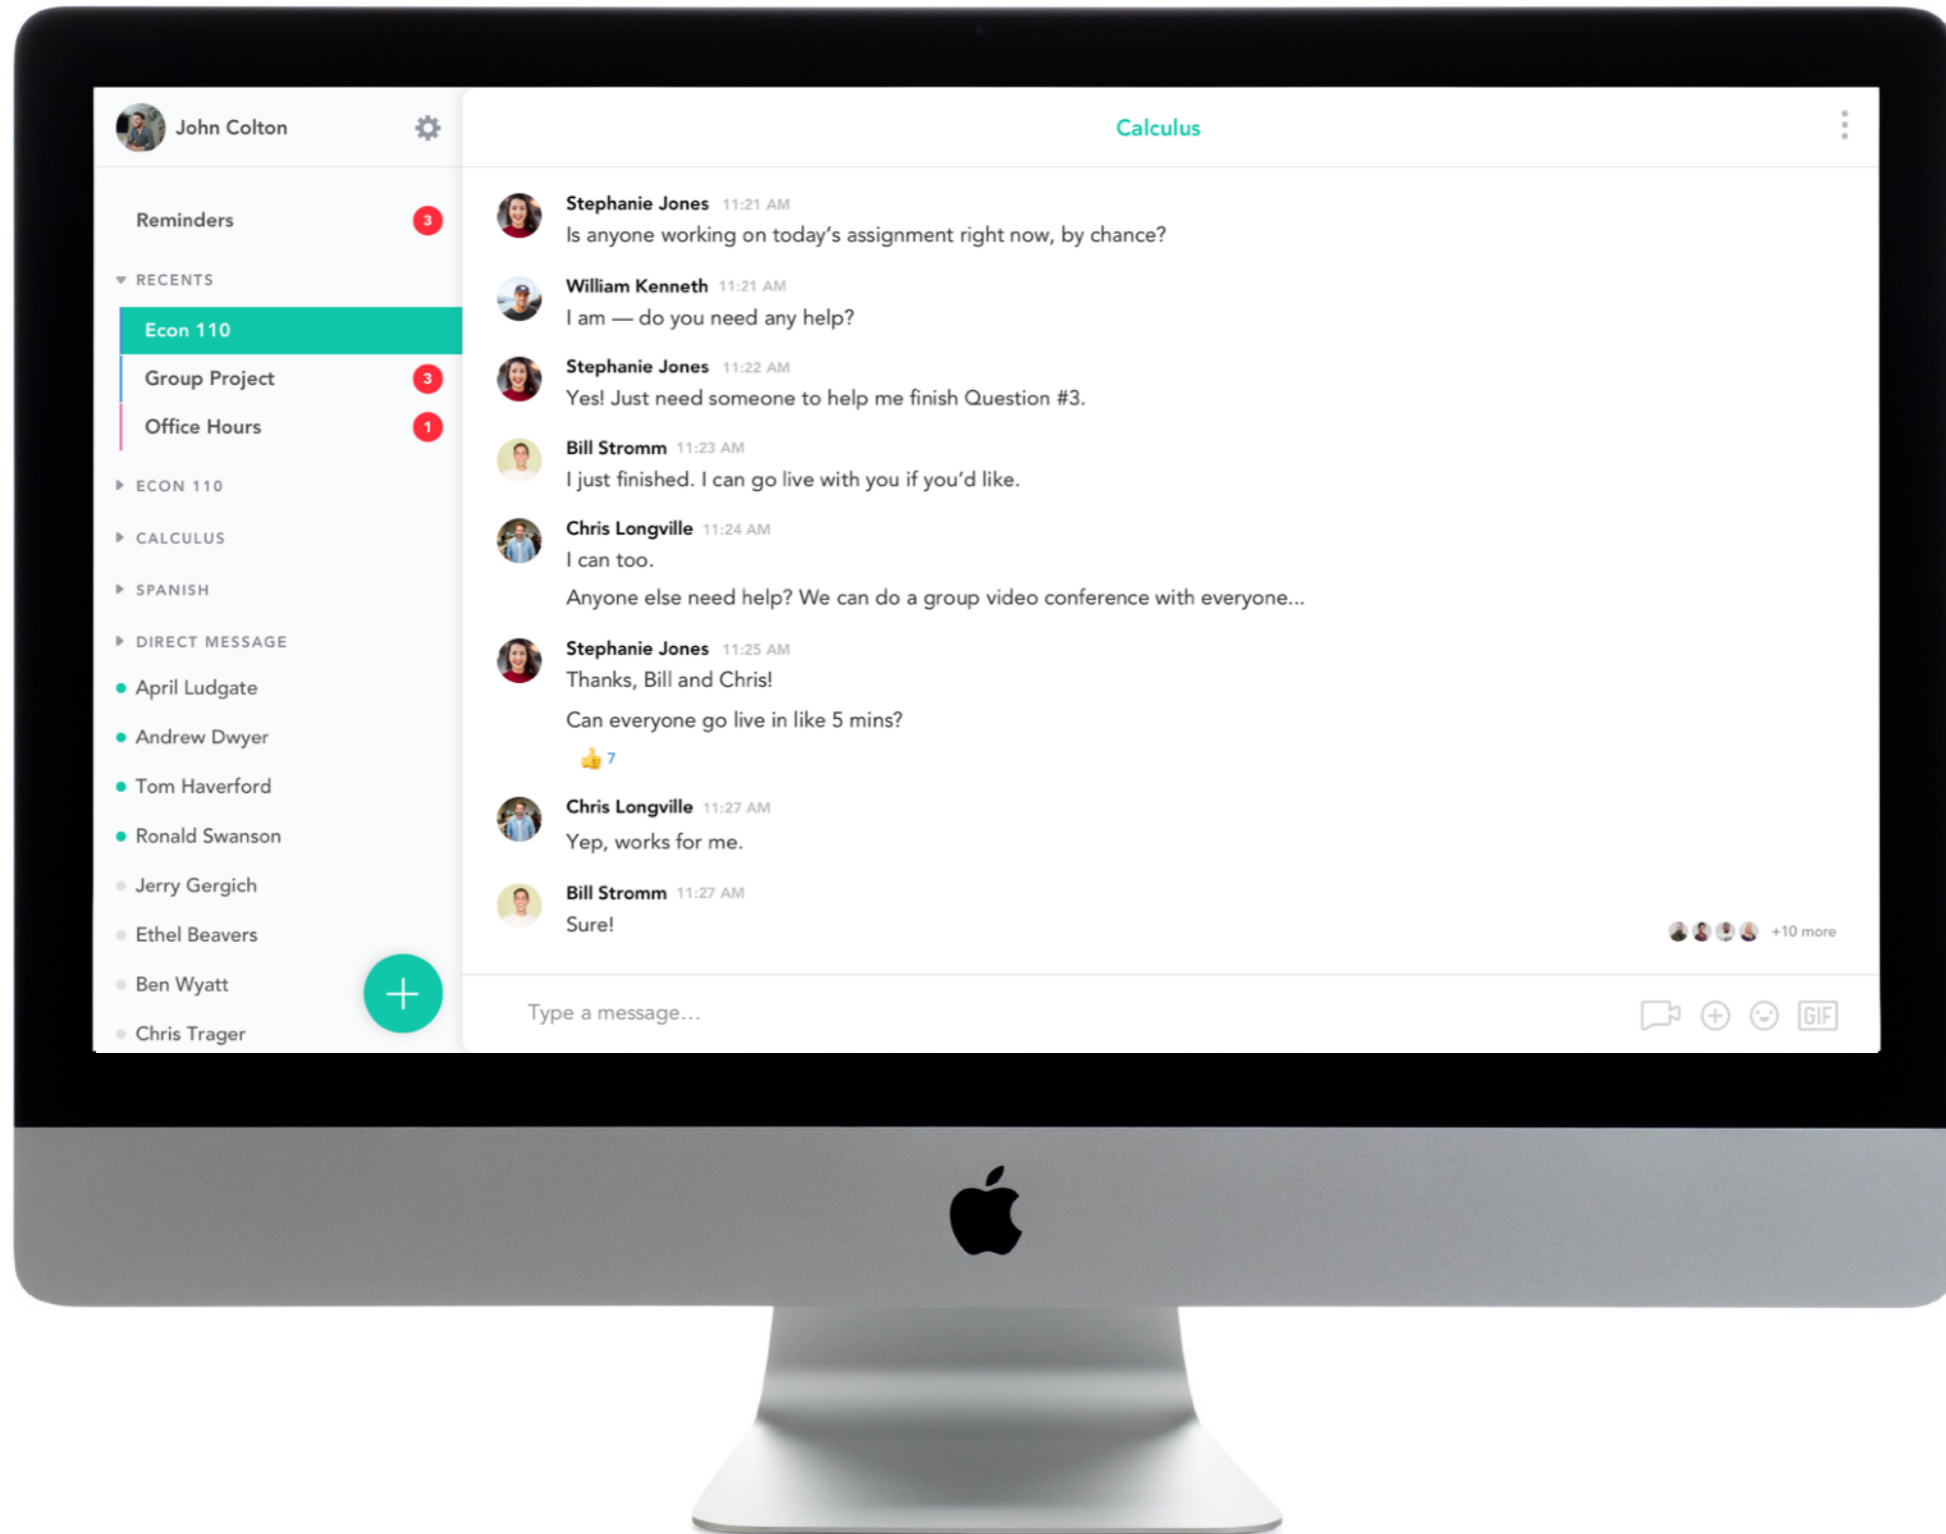 John Colton
Reminders 3
RECENTS
Econ 110
Group Project 3
Office Hours 1
ECON 110
CALCULUS
SPANISH
DIRECT MESSAGE
April Ludgate
Andrew Dwyer
Tom Haverford
Ronald Swanson
Jerry Gergich
Ethel Beavers
Ben Wyatt
Chris Trager
Calculus
Stephanie Jones 11:21 AM
Is anyone working on today’s assignment right now, by chance?
William Kenneth 11:21 AM
I am — do you need any help?
Stephanie Jones 11:22 AM
Yes! Just need someone to help me finish Question #3.
Bill Stromm 11:23 AM
I just finished. I can go live with you if you’d like.
Chris Longville 11:24 AM
I can too.
Anyone else need help? We can do a group video conference with everyone...
Stephanie Jones 11:25 AM
Thanks, Bill and Chris!
Can everyone go live in like 5 mins?
👍 7
Chris Longville 11:27 AM
Yep, works for me.
Bill Stromm 11:27 AM
Sure!
+10 more
Type a message...
GIF